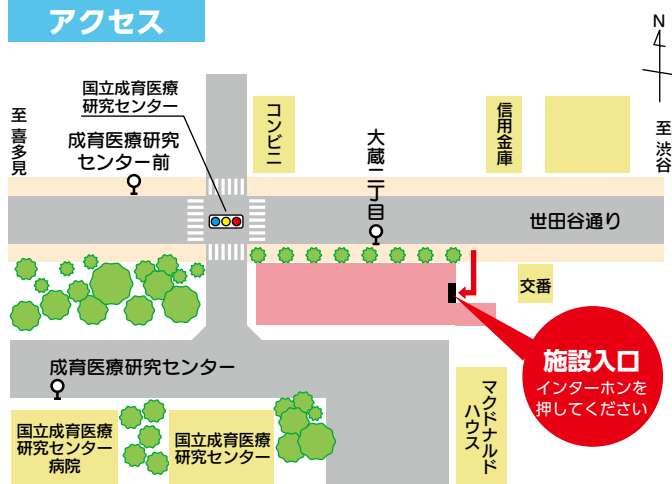 アクセス
N
国立成育医療
研究センター
至 喜多見
成育医療研究
センター前
コンビニ
大蔵二丁目
信用金庫
至 渋谷
世田谷通り
交番
施設入口
インターホンを
押してください
成育医療研究センター
マクドナルド
ハウス
国立成育医療
研究センター
病院
国立成育医療
研究センター